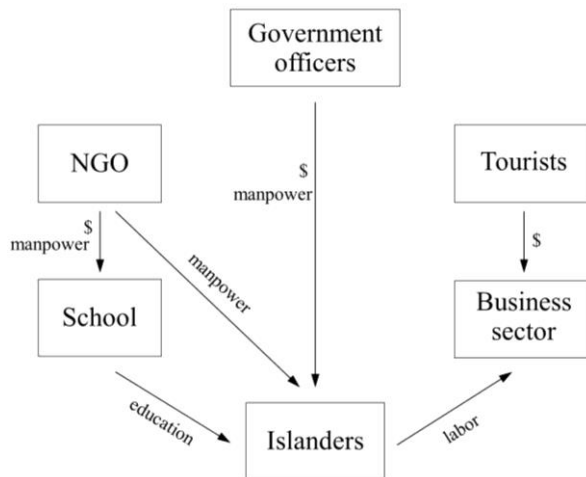 Government
officers
NGO
Tourists
$
manpower
$
manpower
manpower
$
School
Business
sector
education
Islanders
labor